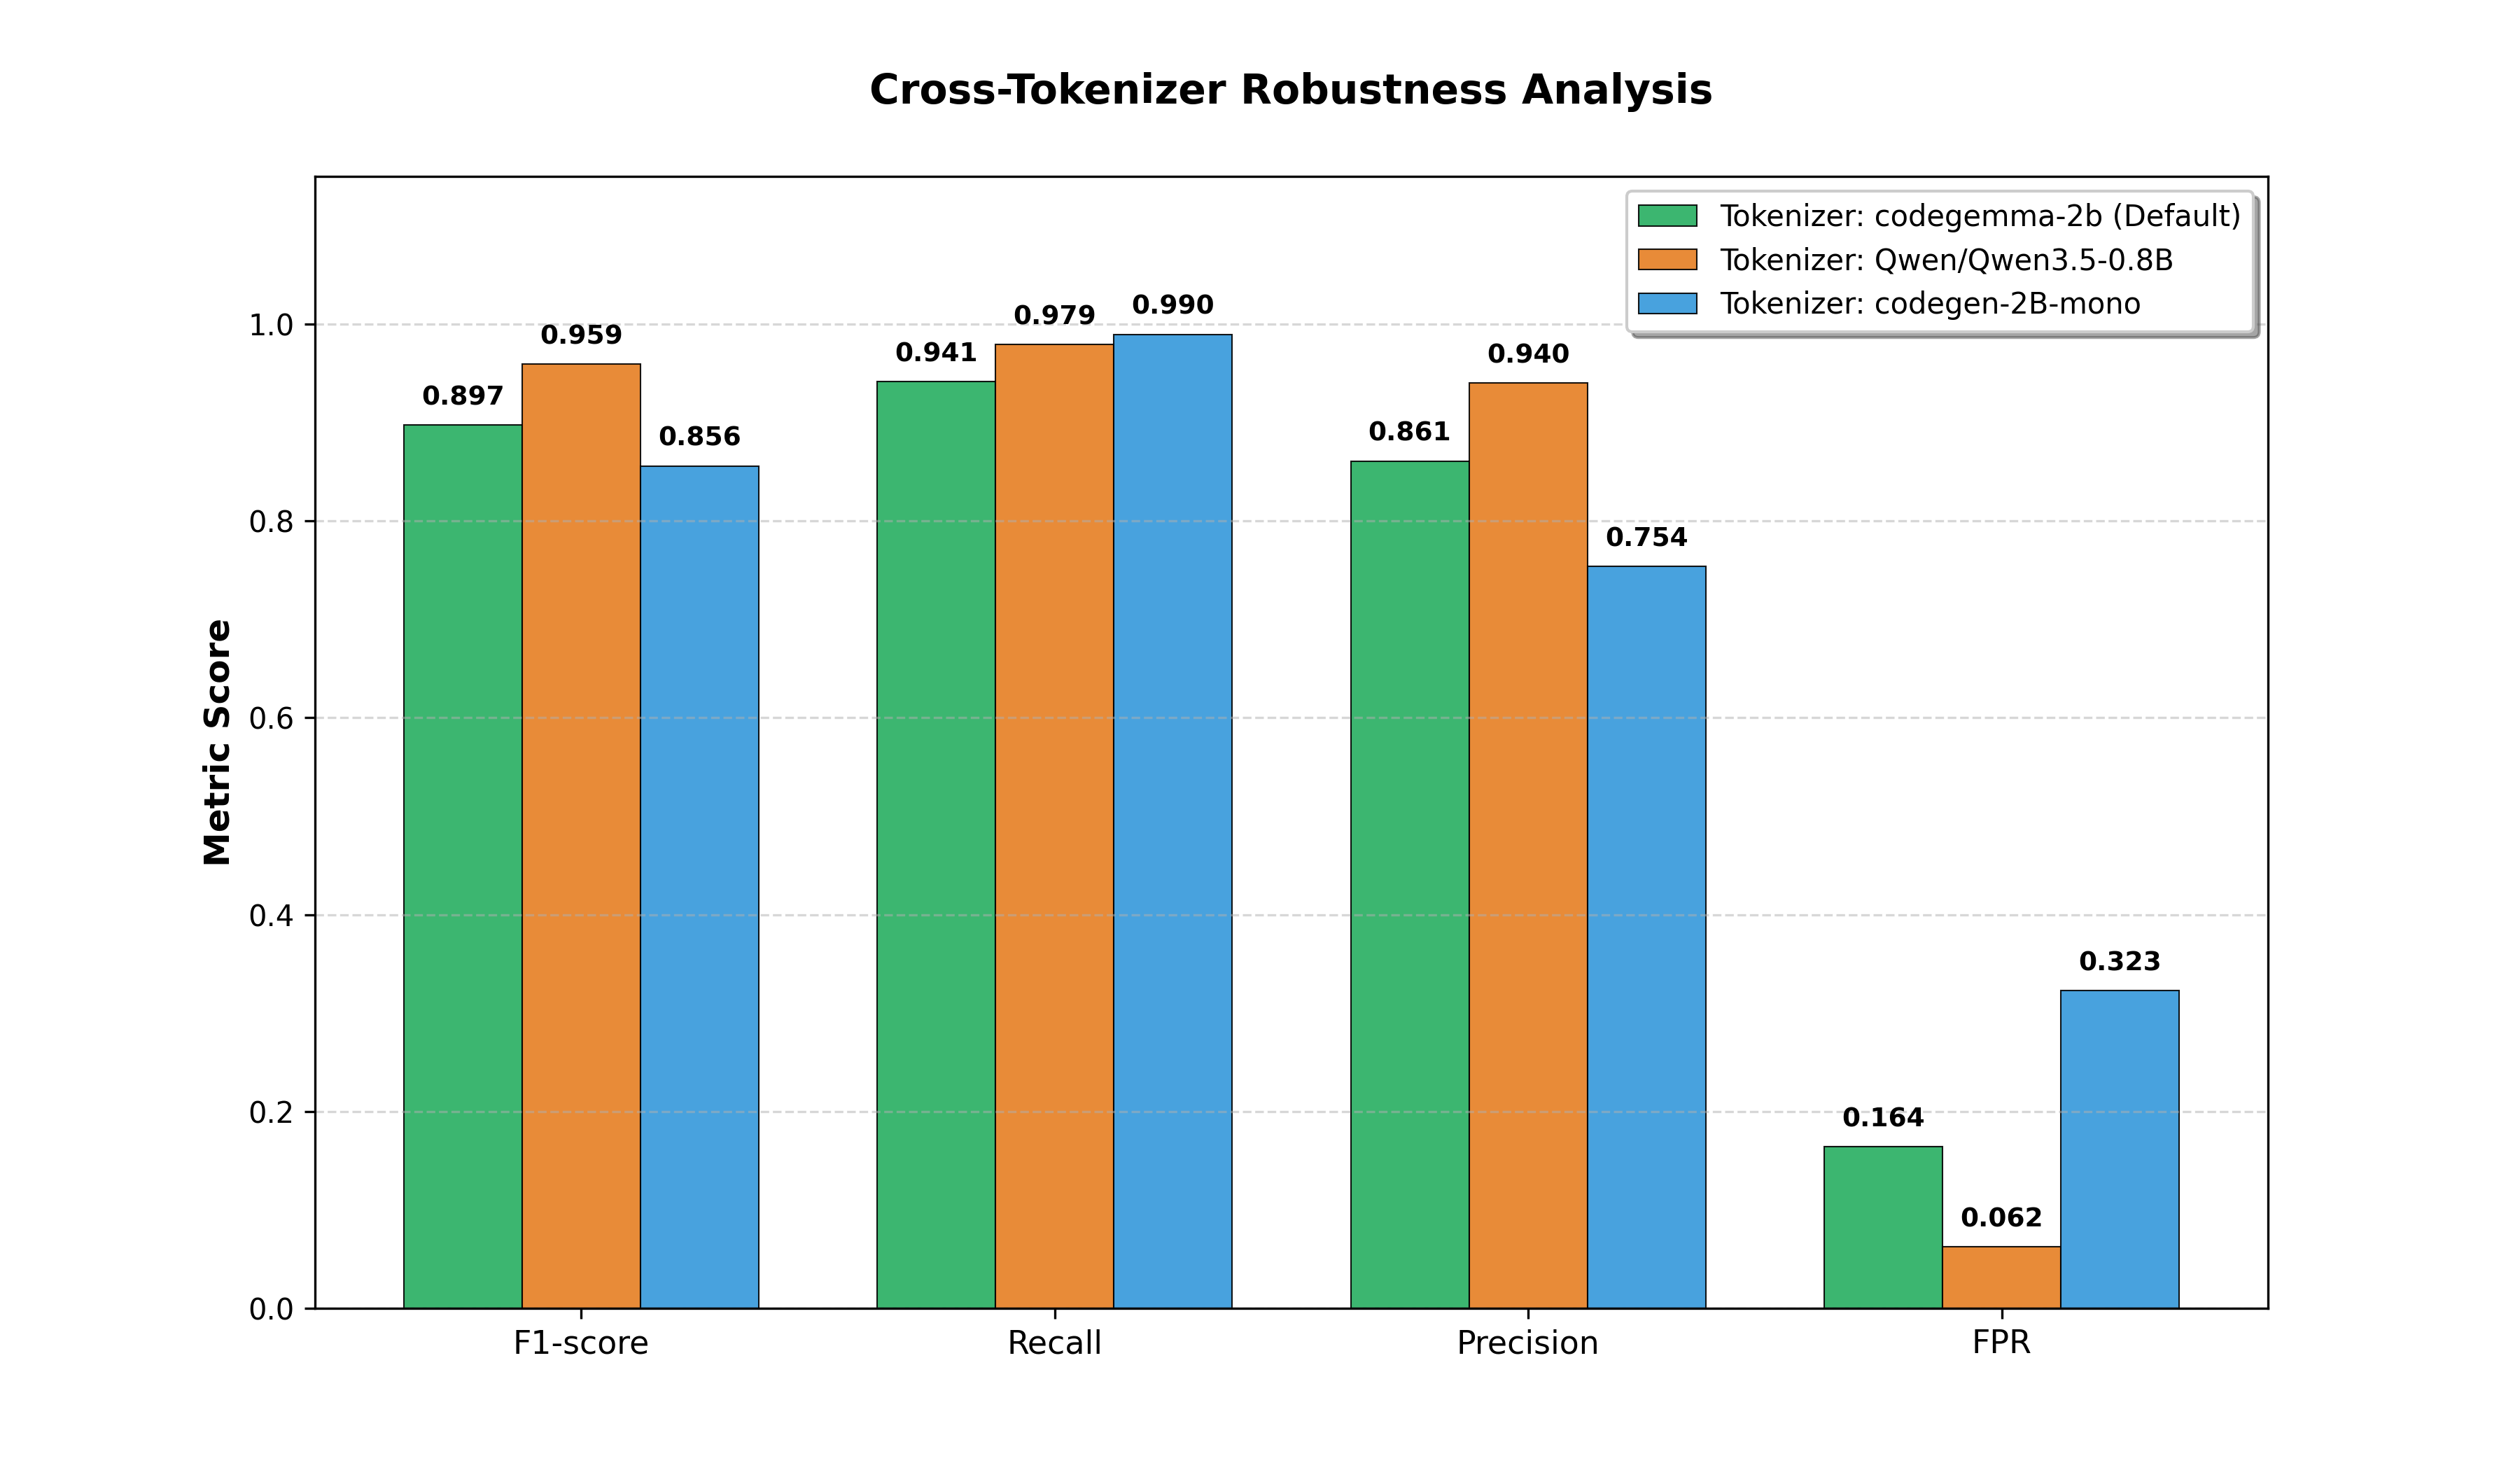 Cross-Tokenizer Robustness Analysis
Tokenizer: codegemma-2b (Default)
Tokenizer: Qwen/Qwen3.5-0.8B
Tokenizer: codegen-2B-mono
Metric Score
1.0
0.8
0.6
0.4
0.2
0.0
0.897
0.959
0.856
0.941
0.979
0.990
0.861
0.940
0.754
0.164
0.062
0.323
F1-score
Recall
Precision
FPR